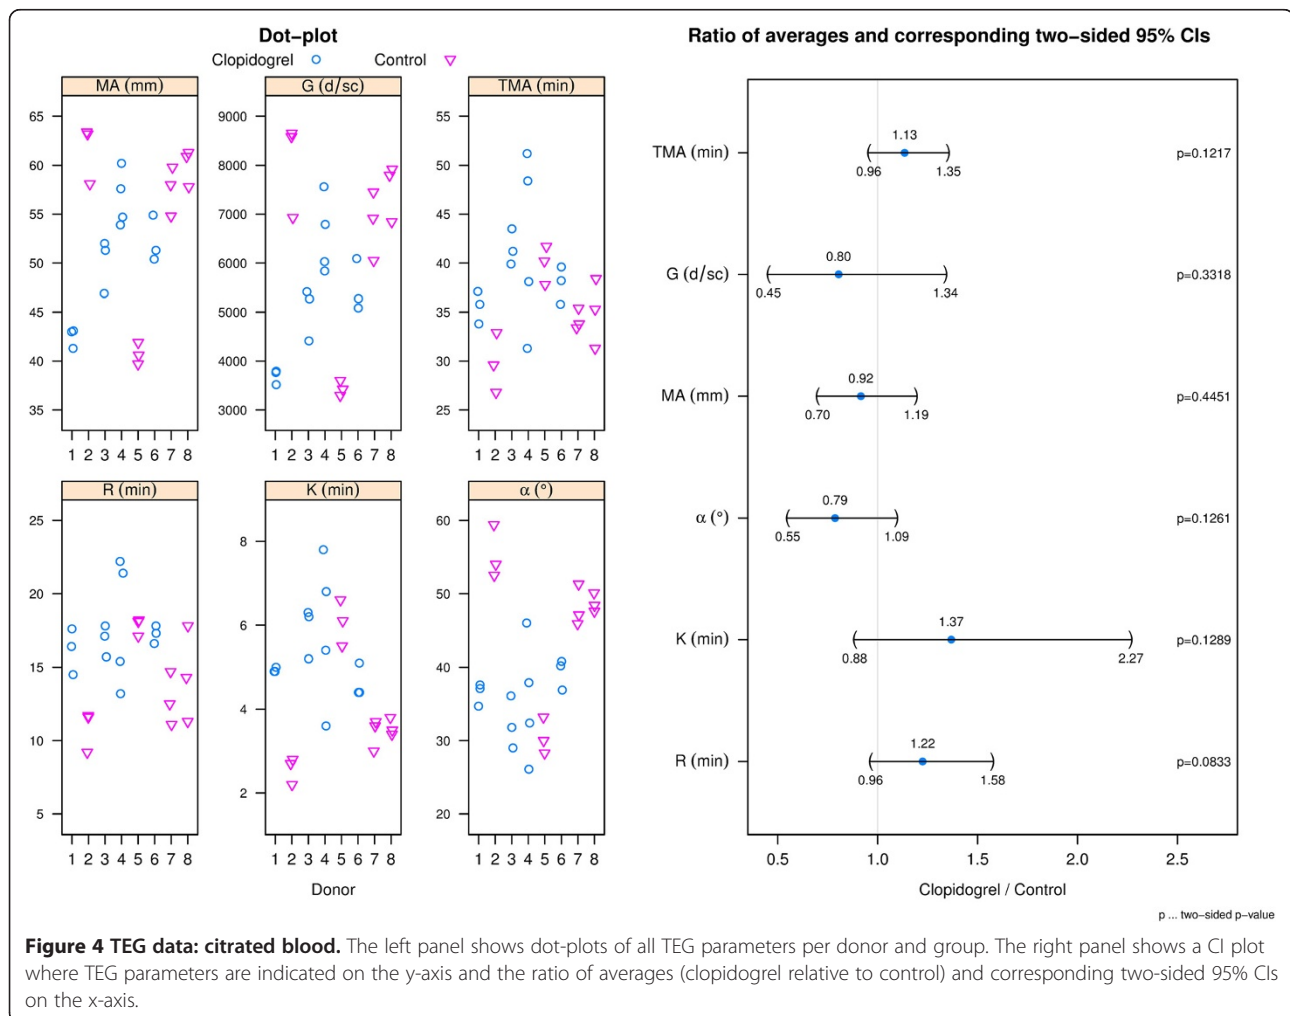 Dot–plot
Clopidogrel Control
MA (mm)
65
60
55
50
45
40
35
1 2 3 4 5 6 7 8
G (d/sc)
9000
8000
7000
6000
5000
4000
3000
1 2 3 4 5 6 7 8
TMA (min)
55
50
45
40
35
30
25
1 2 3 4 5 6 7 8
R (min)
25
20
15
10
5
1 2 3 4 5 6 7 8
K (min)
8
6
4
2
1 2 3 4 5 6 7 8
α (°)
60
50
40
30
20
1 2 3 4 5 6 7 8
Donor
Ratio of averages and corresponding two–sided 95% CIs
1.13
TMA (min) p=0.1217
0.96 1.35
0.80
G (d/sc) p=0.3318
0.45 1.34
0.92
MA (mm) p=0.4451
0.70 1.19
0.79
α (°) p=0.1261
0.55 1.09
1.37
K (min) p=0.1289
0.88 2.27
1.22
R (min) p=0.0833
0.96 1.58
0.5 1.0 1.5 2.0 2.5
Clopidogrel / Control
p ... two–sided p–value
Figure 4 TEG data: citrated blood. The left panel shows dot-plots of all TEG parameters per donor and group. The right panel shows a CI plot
where TEG parameters are indicated on the y-axis and the ratio of averages (clopidogrel relative to control) and corresponding two-sided 95% CIs
on the x-axis.